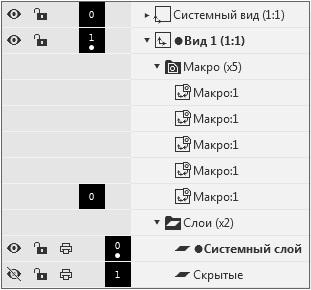 0 Системный вид (1:1)
1 Вид 1 (1:1)
Макро (x5)
Макро:1
Макро:1
Макро:1
Макро:1
0 Макро:1
Слои (x2)
0 Системный слой
1 Скрытые